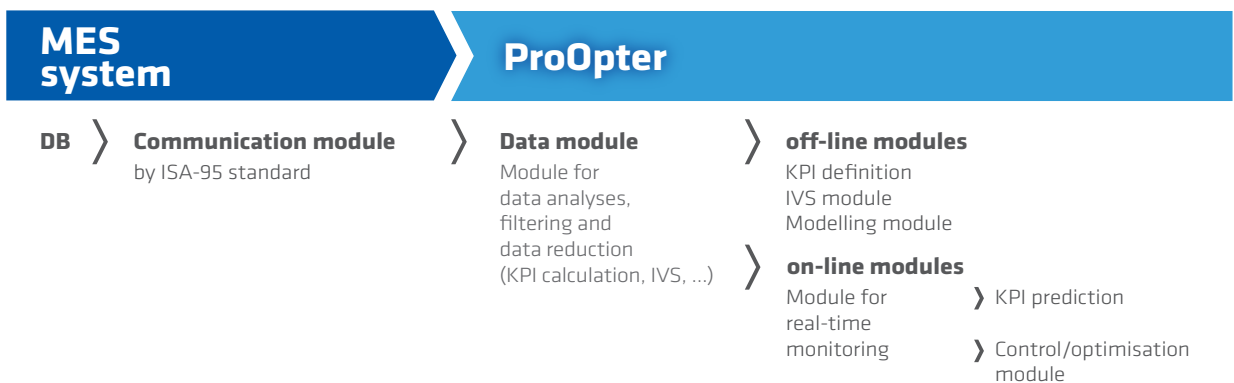 MES
system
ProOpter
DB 〉 Communication module
by ISA-95 standard
〉 Data module
Module for
data analyses,
filtering and
data reduction
(KPI calculation, IVS, ...)
〉 off-line modules
KPI definition
IVS module
Modelling module
〉 on-line modules
Module for
real-time
monitoring
❭ KPI prediction
❭ Control/optimisation
module